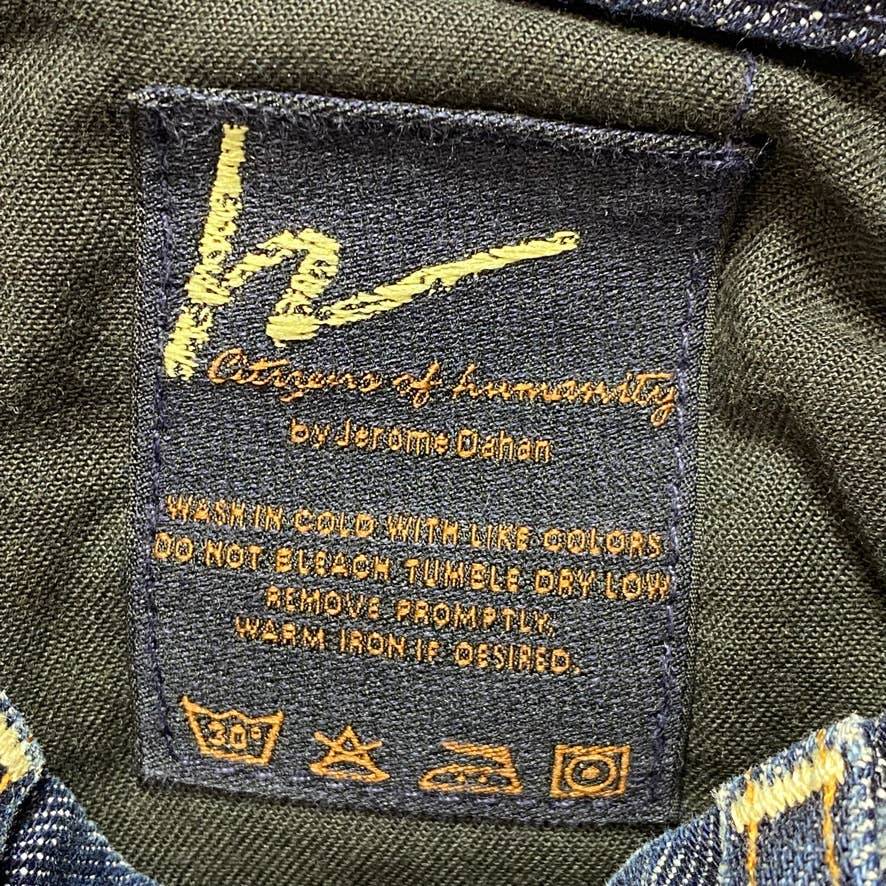 h
Citizens of humanity
by Jerome Dahan
WASH IN COLD WITH LIKE COLORS
DO NOT BLEACH TUMBLE DRY LOW
REMOVE PROMPTLY,
WARM IRON IF DESIRED.
30°